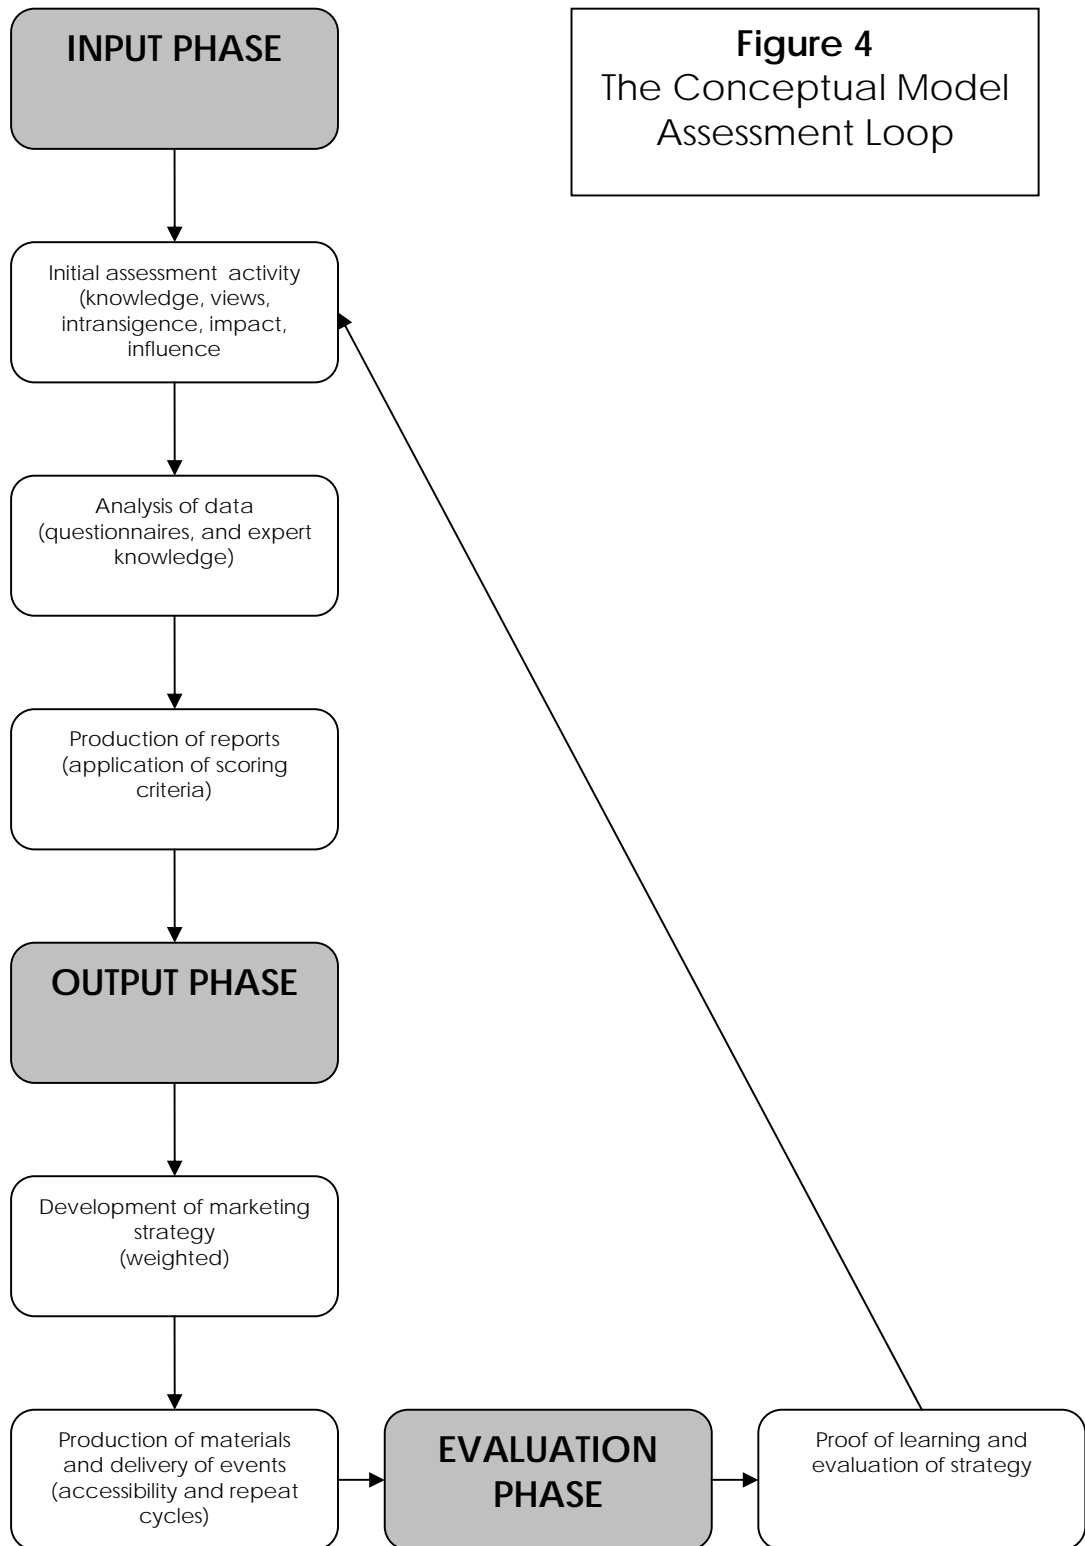 INPUT PHASE
Figure 4
The Conceptual Model
Assessment Loop
Initial assessment activity
(knowledge, views,
intransigence, impact,
influence
Analysis of data
(questionnaires, and expert
knowledge)
Production of reports
(application of scoring
criteria)
OUTPUT PHASE
Development of marketing
strategy
(weighted)
Production of materials
and delivery of events
(accessibility and repeat
cycles)
EVALUATION
PHASE
Proof of learning and
evaluation of strategy